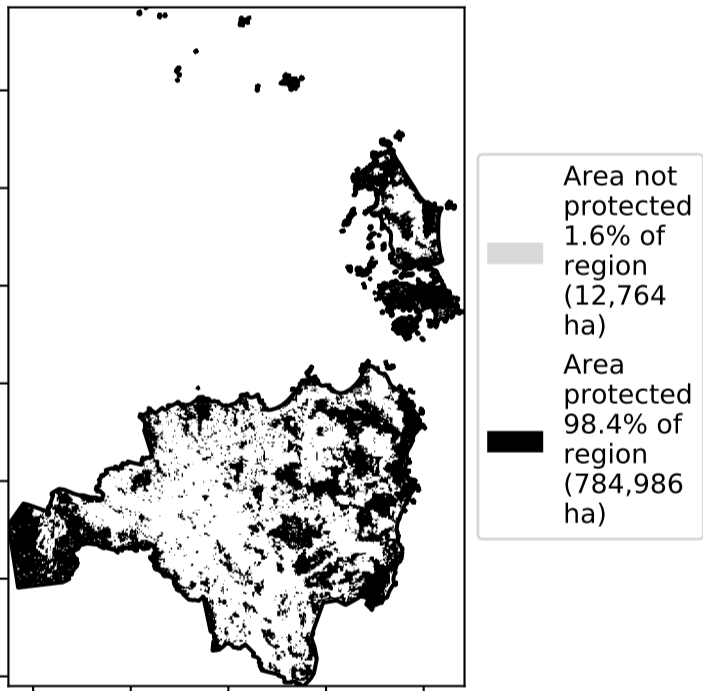 Area not
protected
1.6% of
region
(12,764
ha)
Area
protected
98.4% of
region
(784,986
ha)